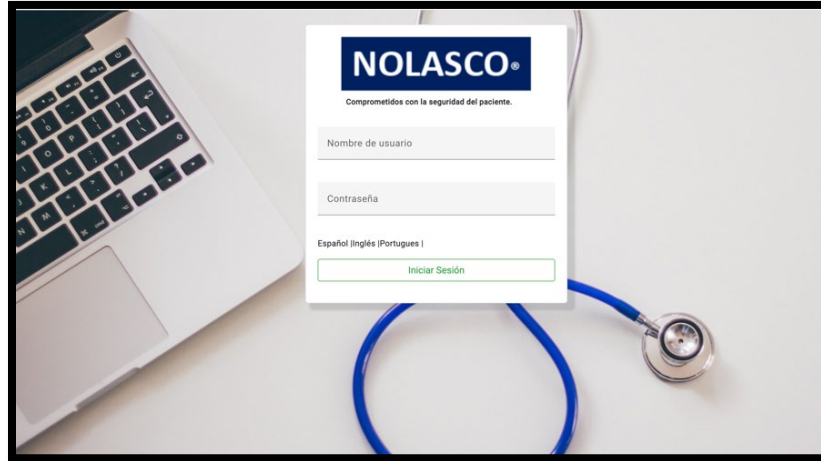 NOLASCO®
Comprometidos con la seguridad del paciente.
Nombre de usuario
Contraseña
Español |Inglés |Portugues |
Iniciar Sesión